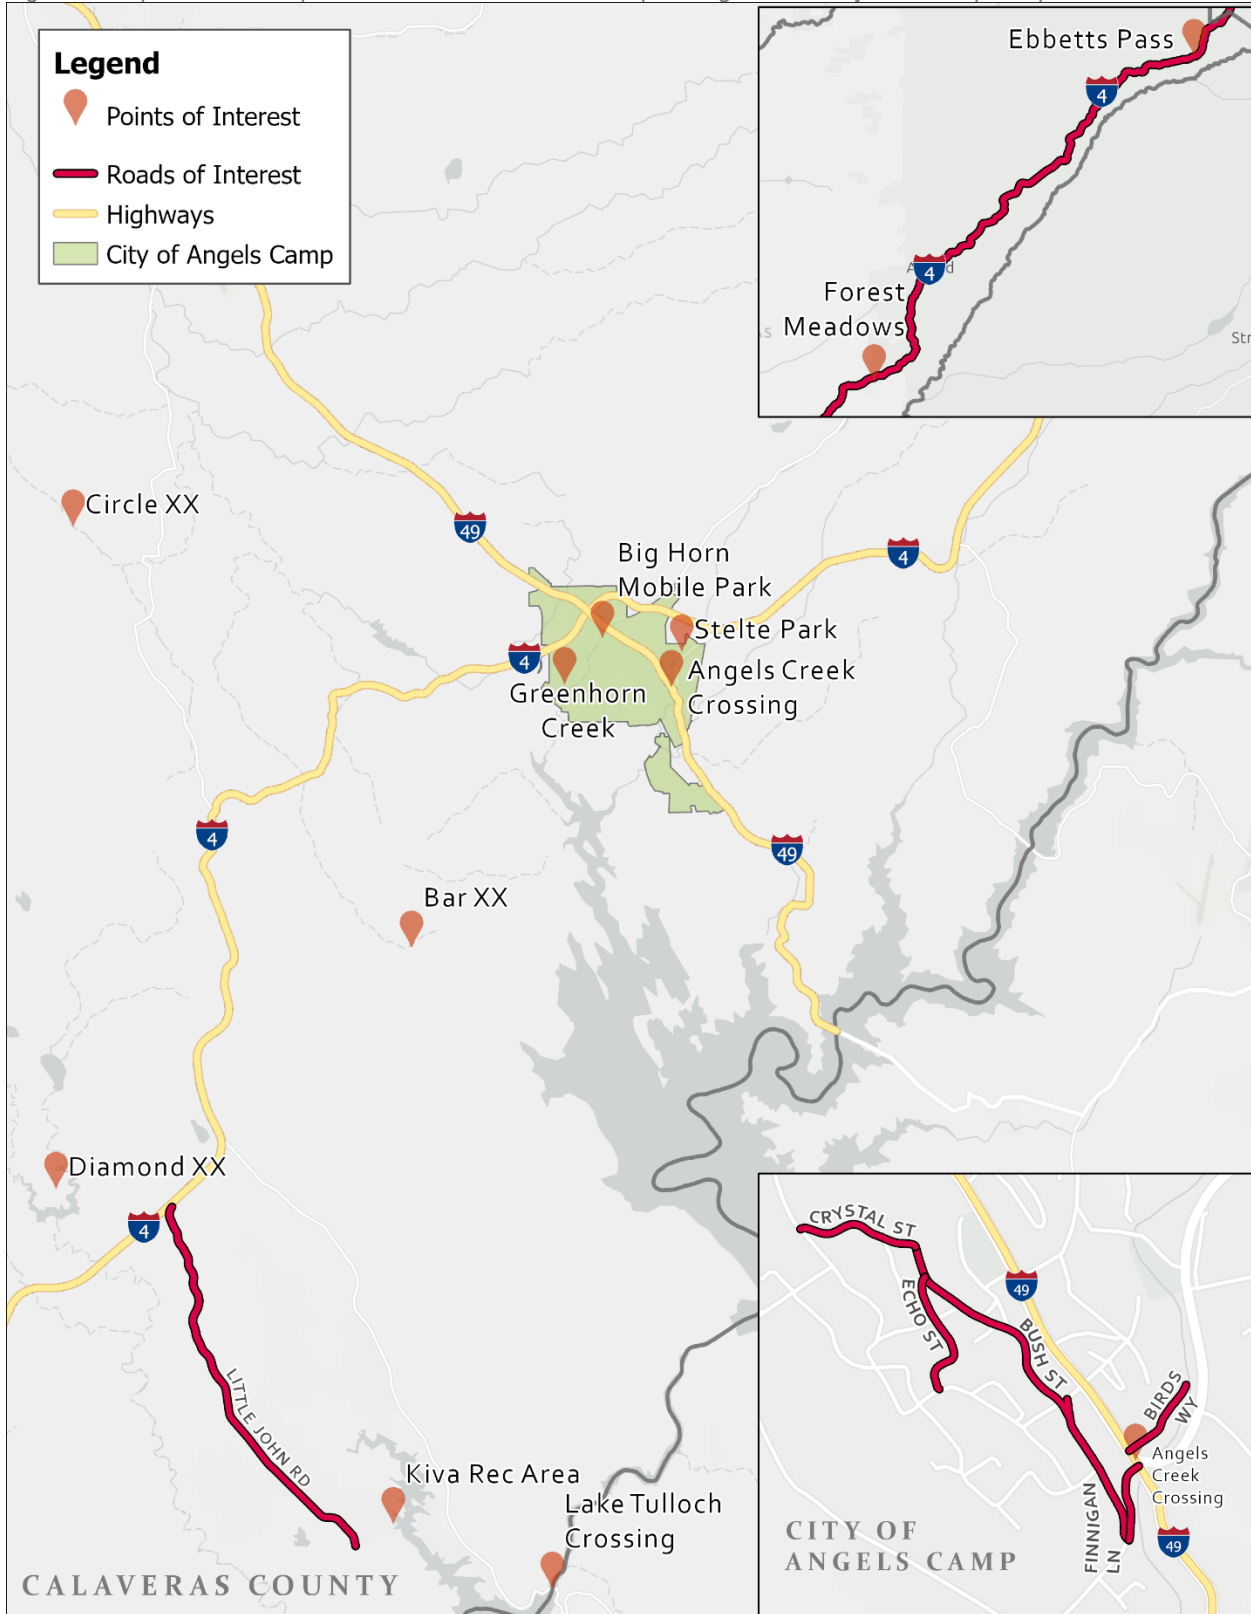 Legend
Points of Interest
Roads of Interest
Highways
City of Angels Camp
Ebbetts Pass
4
4
Forest
Meadows
Str
Circle XX
49
4
Big Horn
Mobile Park
Stelte Park
4
Angels Creek
Crossing
Greenhorn
Creek
4
49
Bar XX
Diamond XX
4
LITTLE JOHN RD
Kiva Rec Area
Lake Tulloch
Crossing
CALAVERAS COUNTY
CRYSTAL ST
ECHO ST
49
BUSH ST
BIRDS
WY
Angels
Creek
Crossing
FINNIGAN
LN
49
CITY OF
ANGELS CAMP